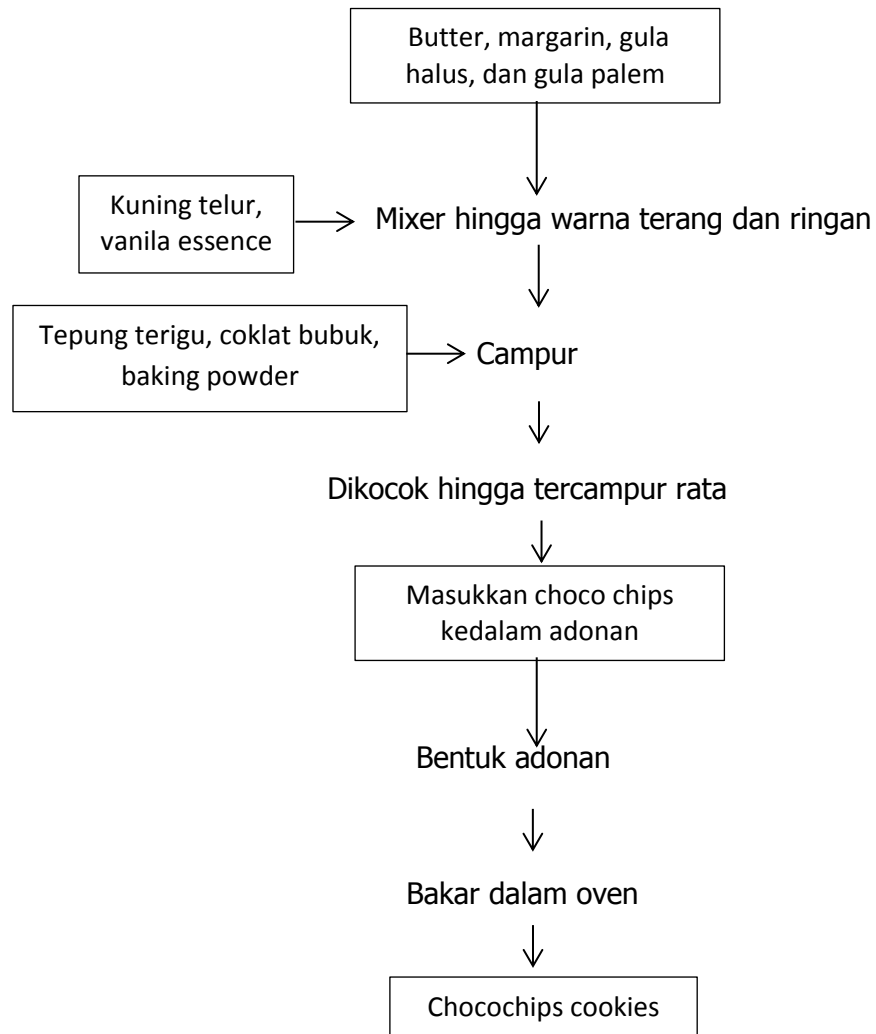 Butter, margarin, gula
halus, dan gula palem
Kuning telur,
vanila essence
Mixer hingga warna terang dan ringan
Tepung terigu, coklat bubuk,
baking powder
Campur
Dikocok hingga tercampur rata
Masukkan choco chips
kedalam adonan
Bentuk adonan
Bakar dalam oven
Chocochips cookies